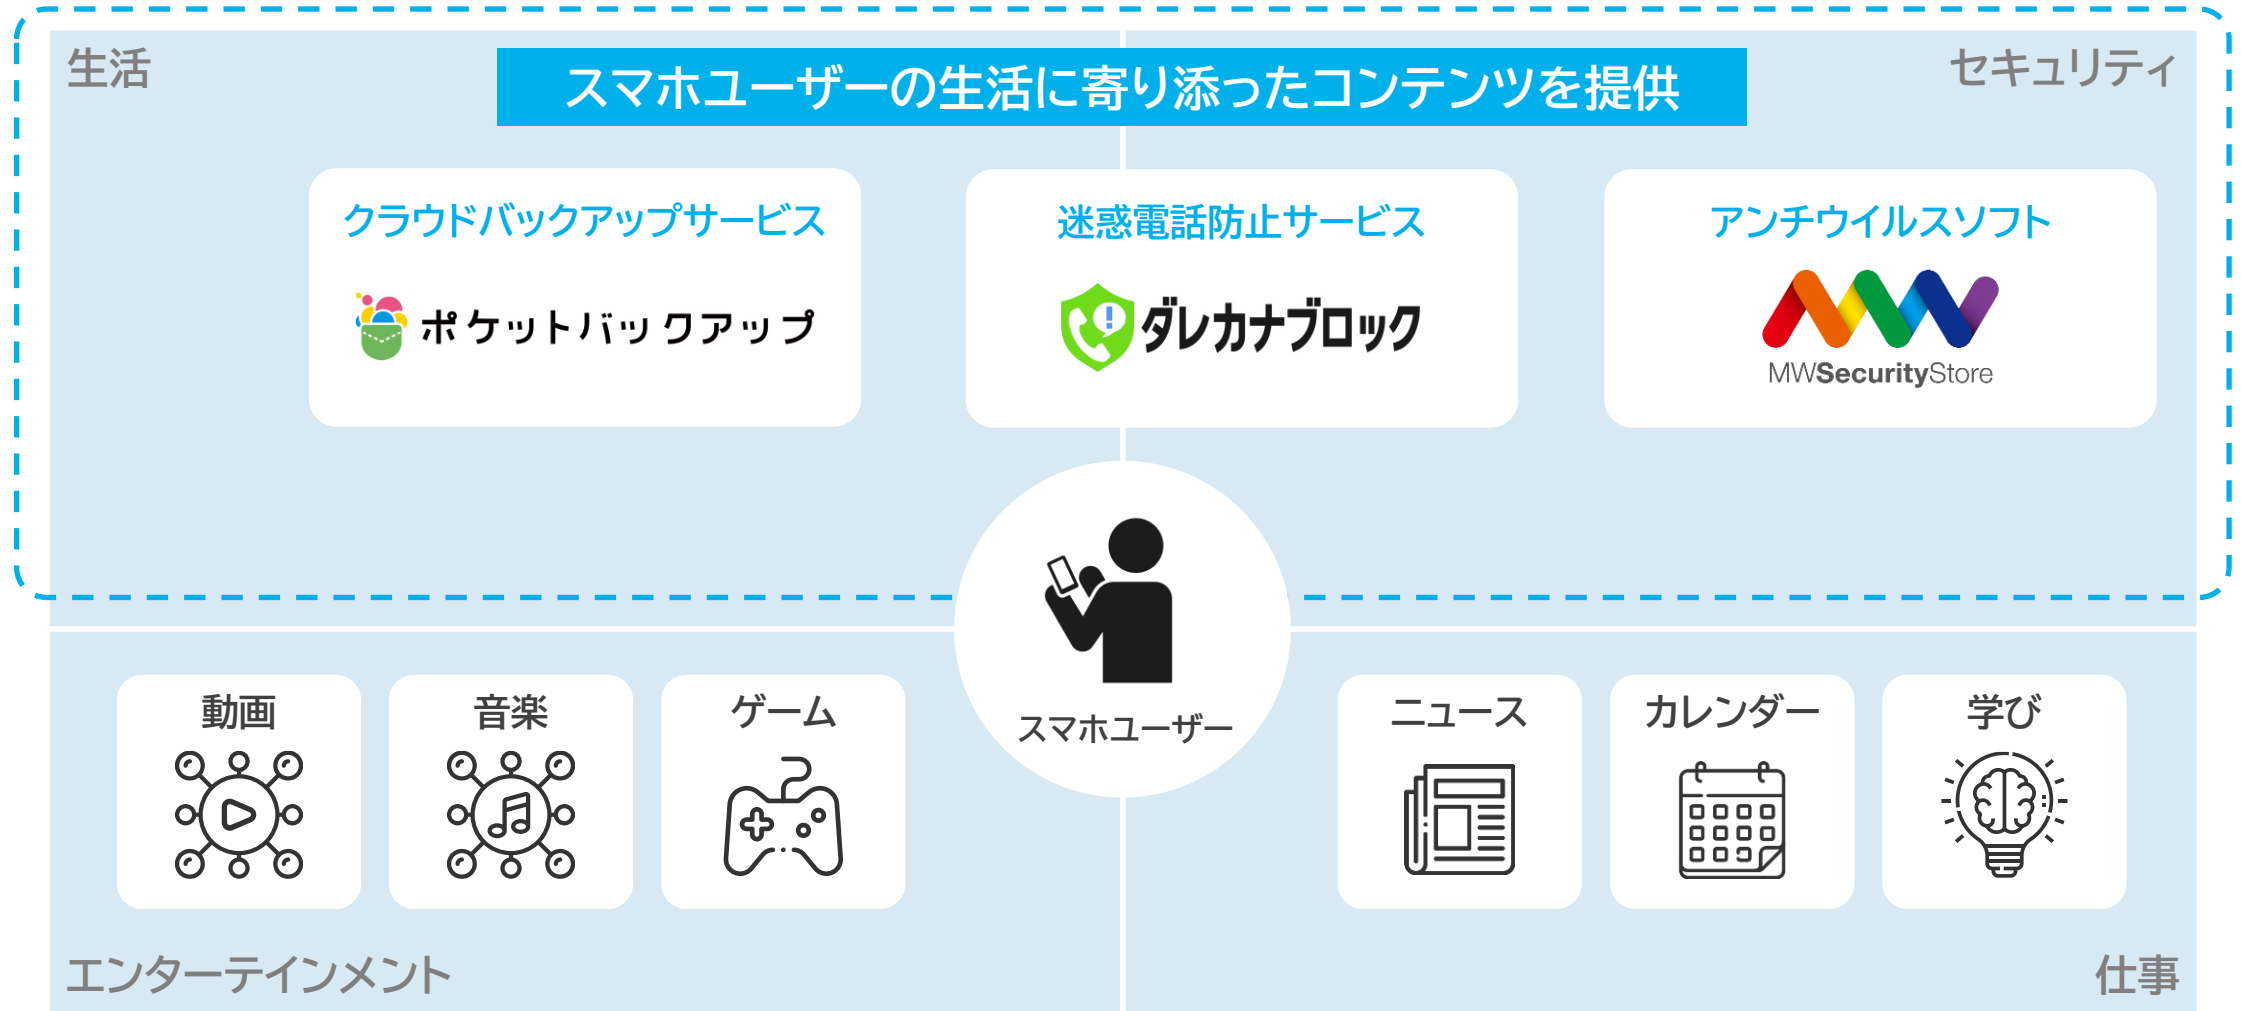 生活
セキュリティ
スマホユーザーの生活に寄り添ったコンテンツを提供
クラウドバックアップサービス
ポケットバックアップ
迷惑電話防止サービス
ダレカナブロック
アンチウイルスソフト
MWSecurityStore
スマホユーザー
動画
音楽
ゲーム
ニュース
カレンダー
学び
エンターテインメント
仕事